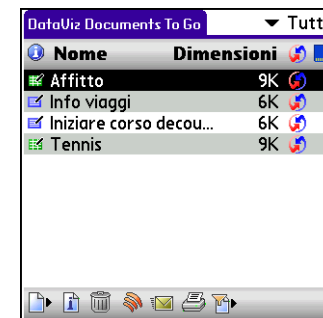 DataViz Documents To Go Tutt
Nome Dimensioni
Affitto 9K
Info viaggi 6K
Iniziare corso decou... 6K
Tennis 9K